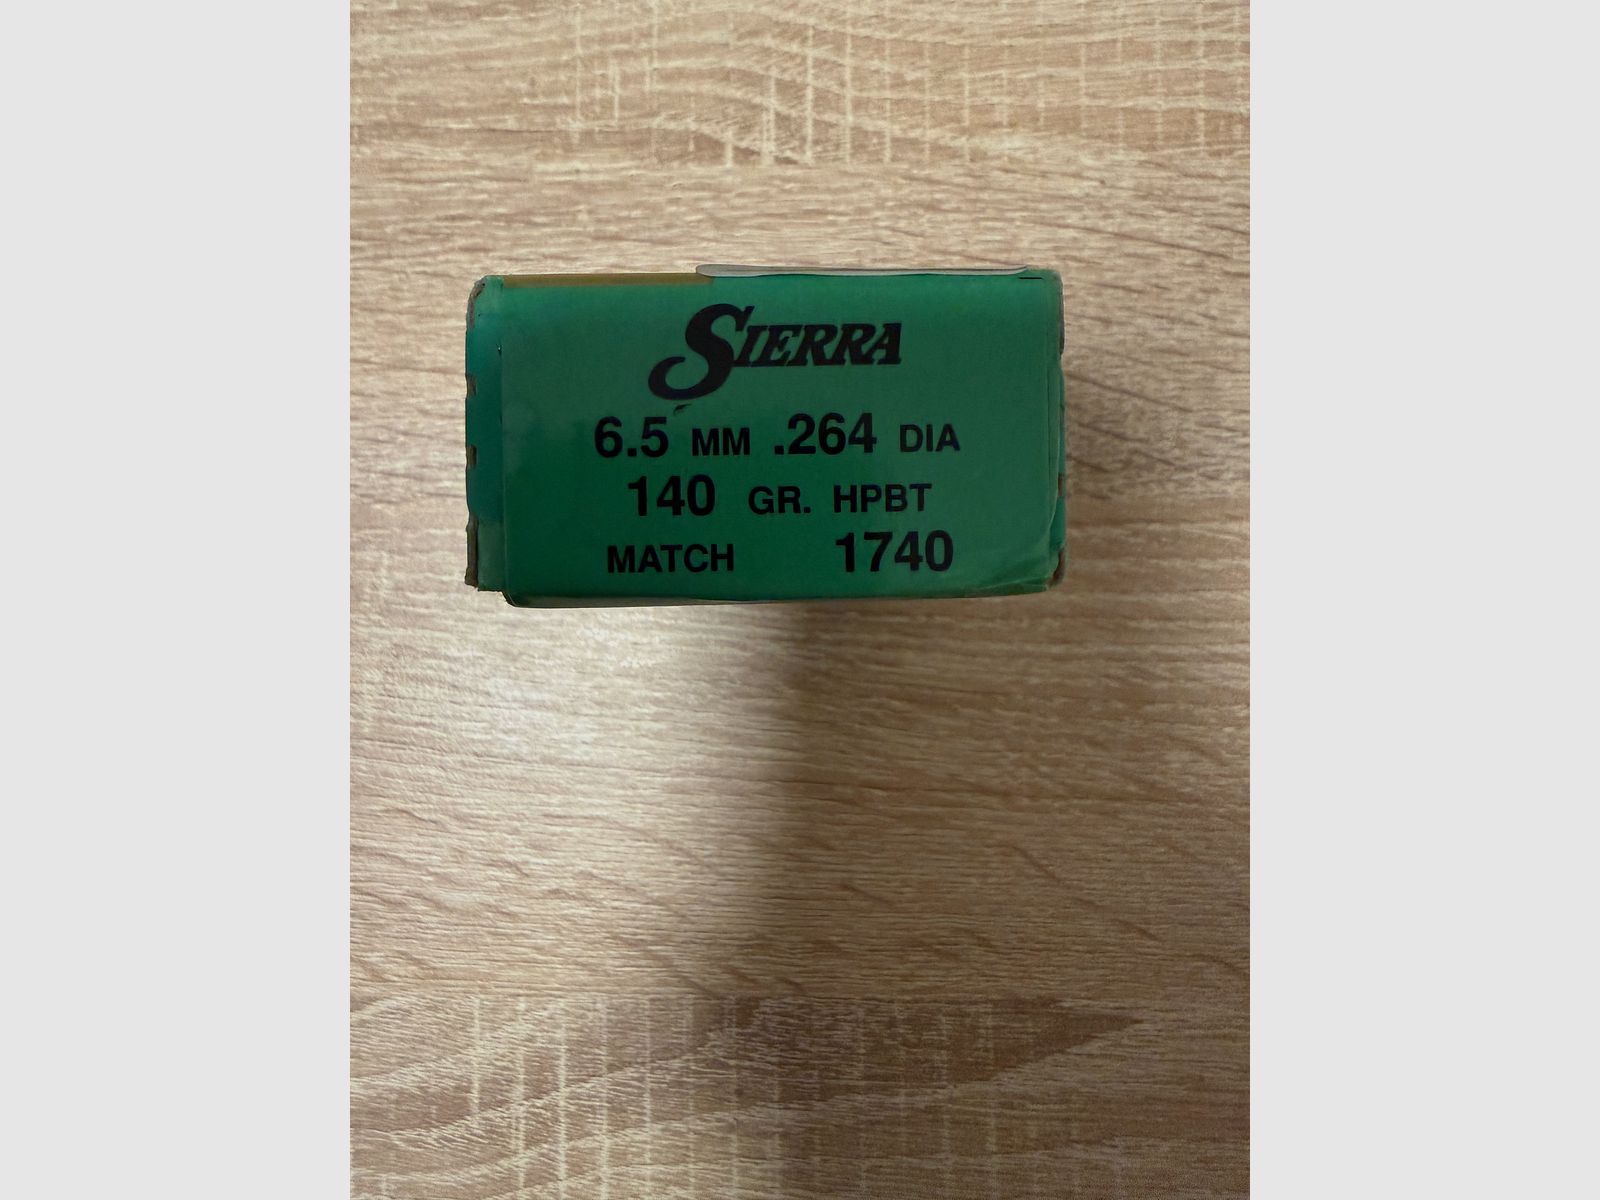 SIERRA
6.5 MM .264 DIA
140 GR. HPBT
MATCH 1740